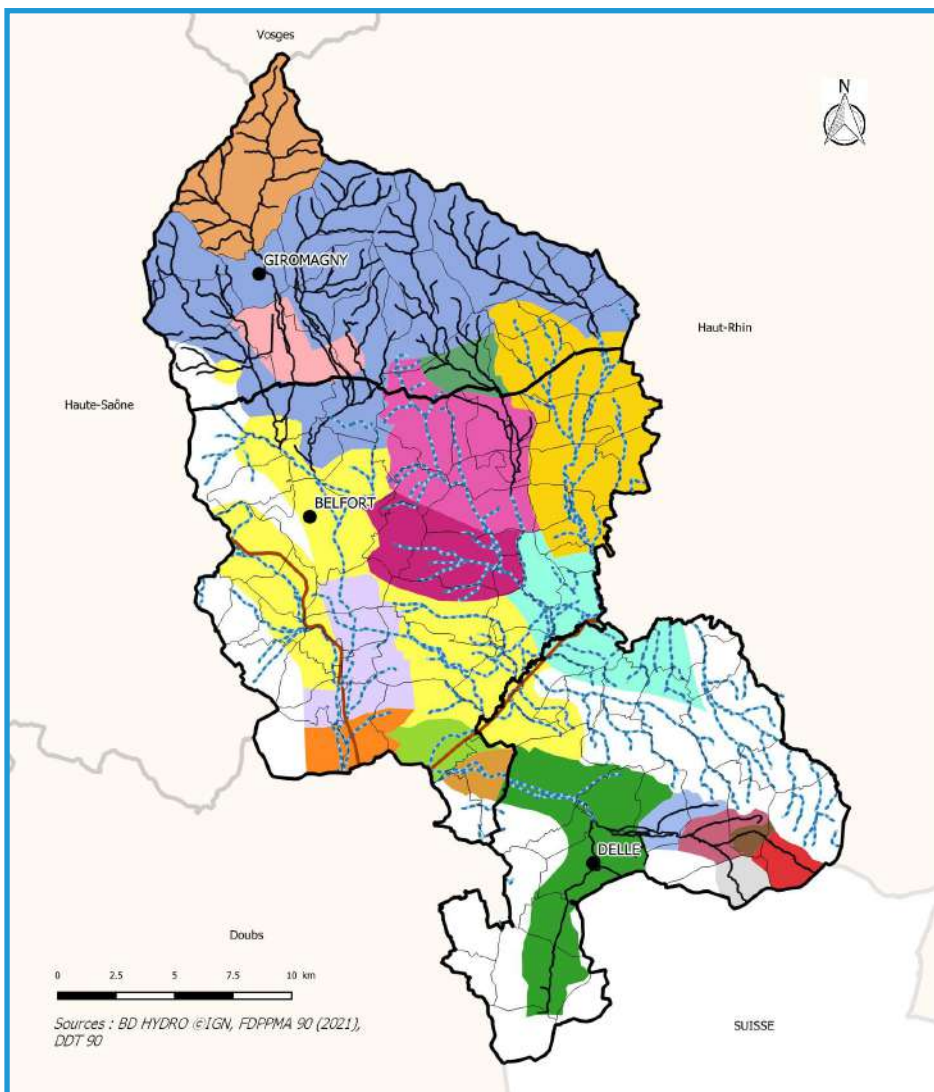 Vosges
N
GIROMAGNY
Haut-Rhin
Haute-Saône
BELFORT
DELLE
Doubs
0 2.5 5 7.5 10 km
Sources : BD HYDRO ©IGN, FDPPMA 90 (2021),
DDT 90
SUISSE